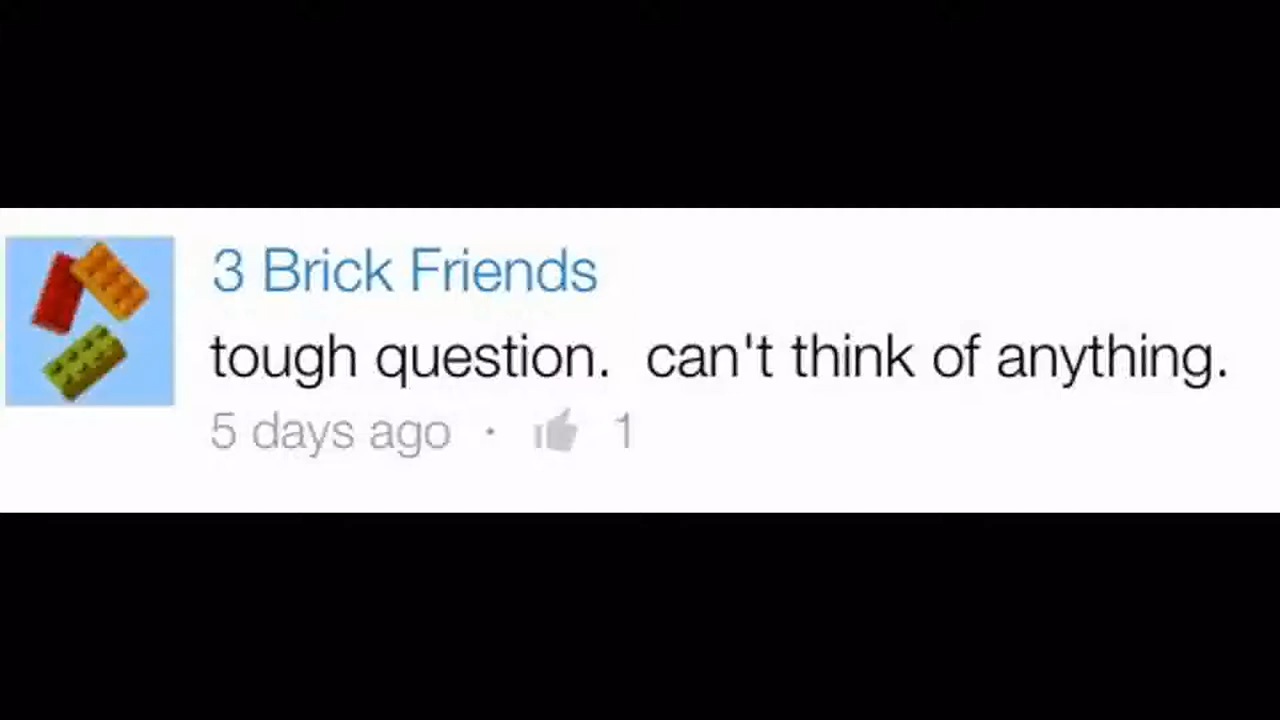 3 Brick Friends
tough question.  can't think of anything.
5 days ago · 1